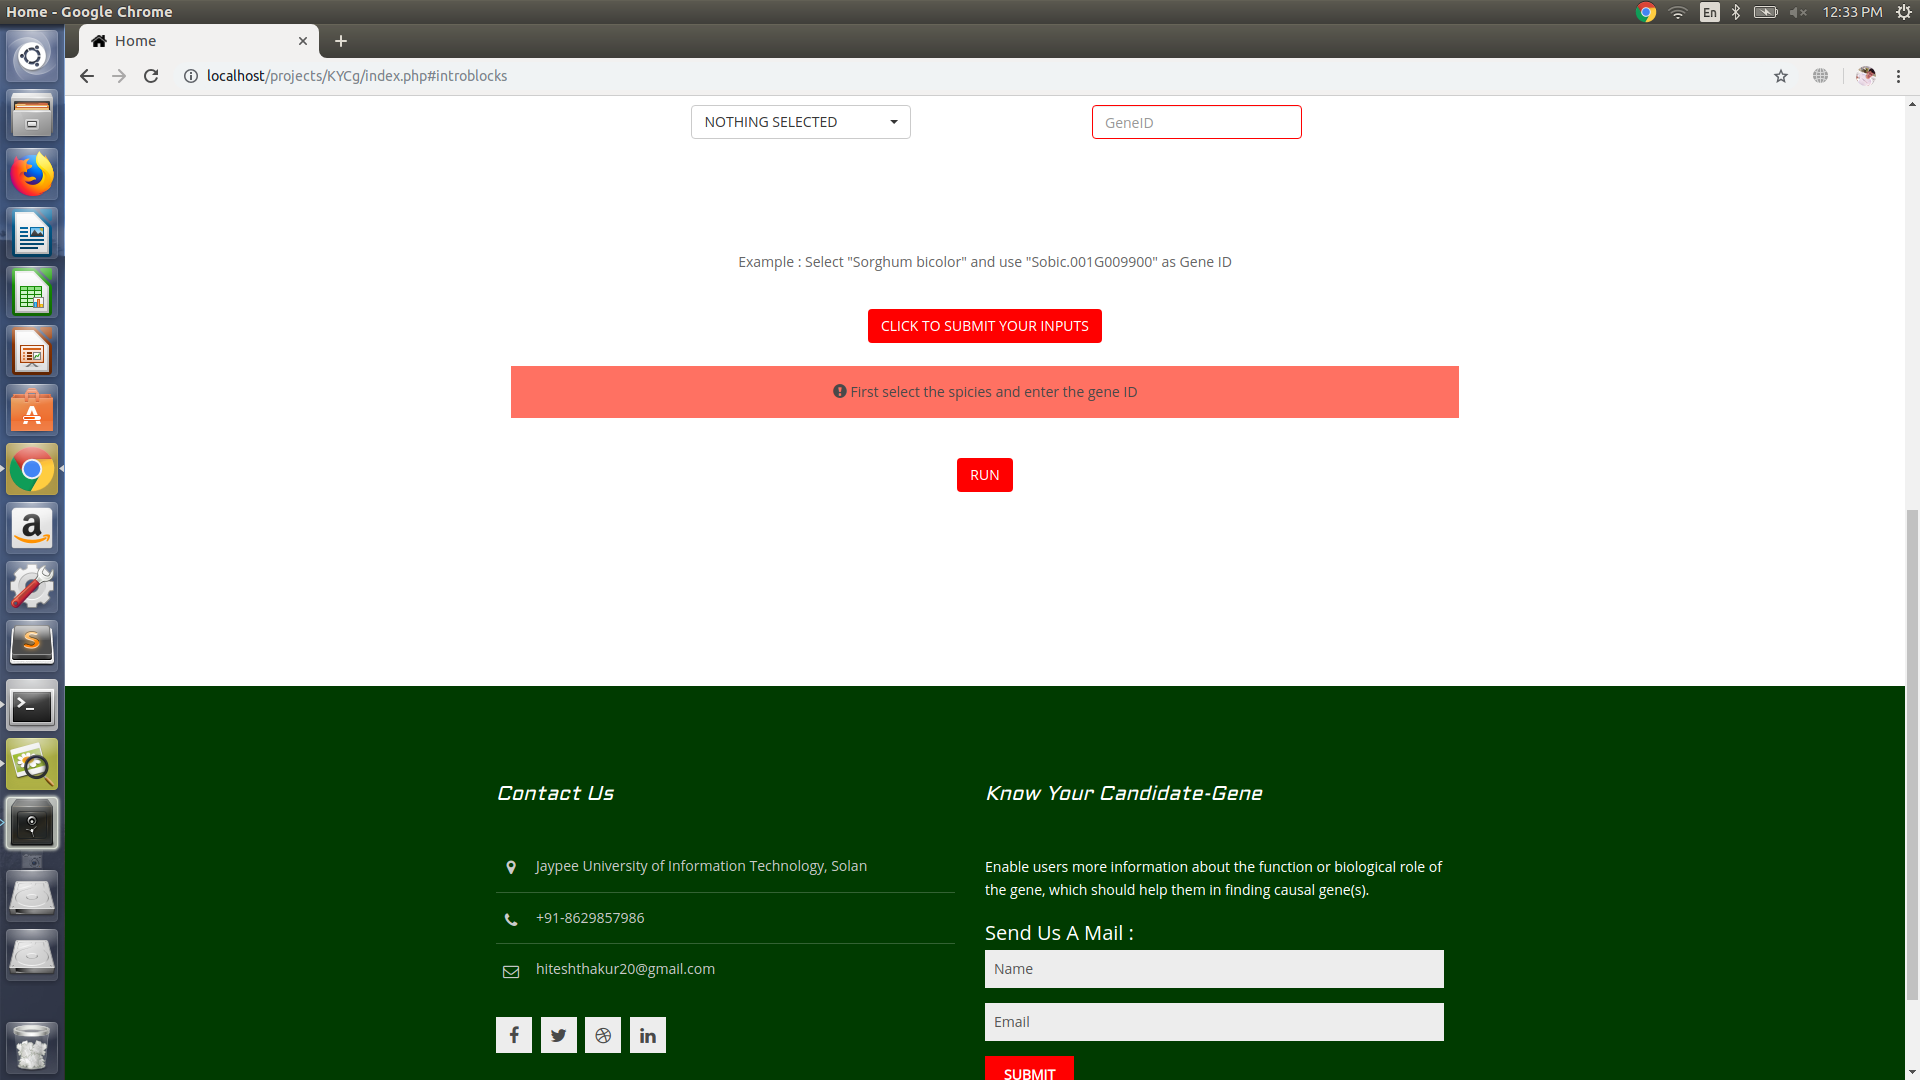 Home - Google Chrome
En
12:33 PM
Home
localhost/projects/KYCg/index.php#introblocks
NOTHING SELECTED
GeneID
Example : Select "Sorghum bicolor" and use "Sobic.001G009900" as Gene ID
CLICK TO SUBMIT YOUR INPUTS
First select the spicies and enter the gene ID
RUN
Contact Us
Jaypee University of Information Technology, Solan
+91-8629857986
hiteshthakur20@gmail.com
Know Your Candidate-Gene
Enable users more information about the function or biological role of
the gene, which should help them in finding causal gene(s).
Send Us A Mail :
Name
Email
SUBMIT